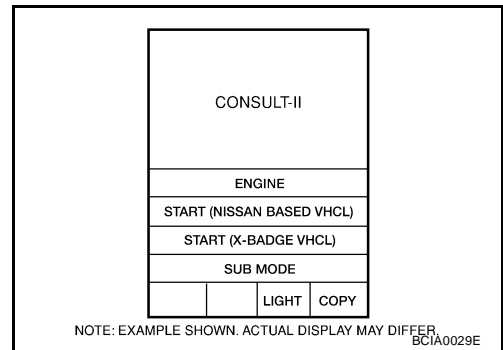 CONSULT-II
ENGINE
START (NISSAN BASED VHCL)
START (X-BADGE VHCL)
SUB MODE
LIGHT COPY
NOTE: EXAMPLE SHOWN. ACTUAL DISPLAY MAY DIFFER.
BCIA0029E